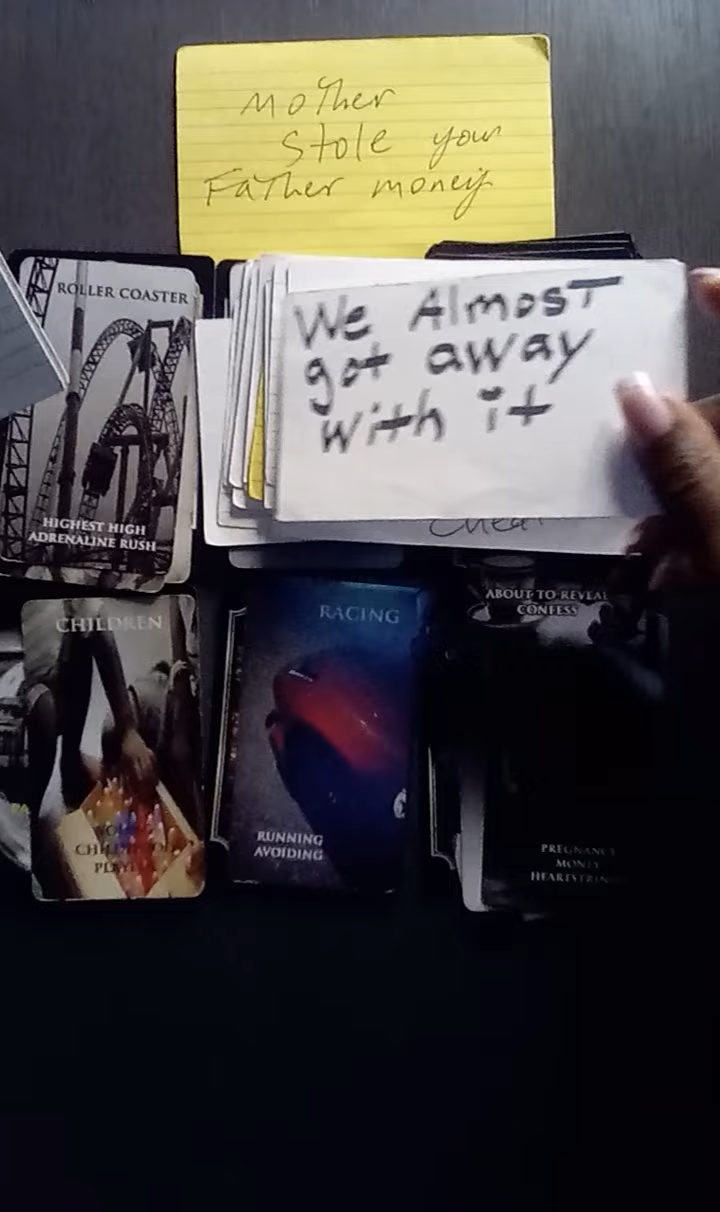 Mother
Stole your
Father money
ROLLER COASTER
HIGHEST HIGH
ADRENALINE RUSH
We Almost
got away
with it
ABOUT TO REVEAL
CONFESS
CHILDREN
RACING
RUNNING
AVOIDING
PREGNANCY
MONEY